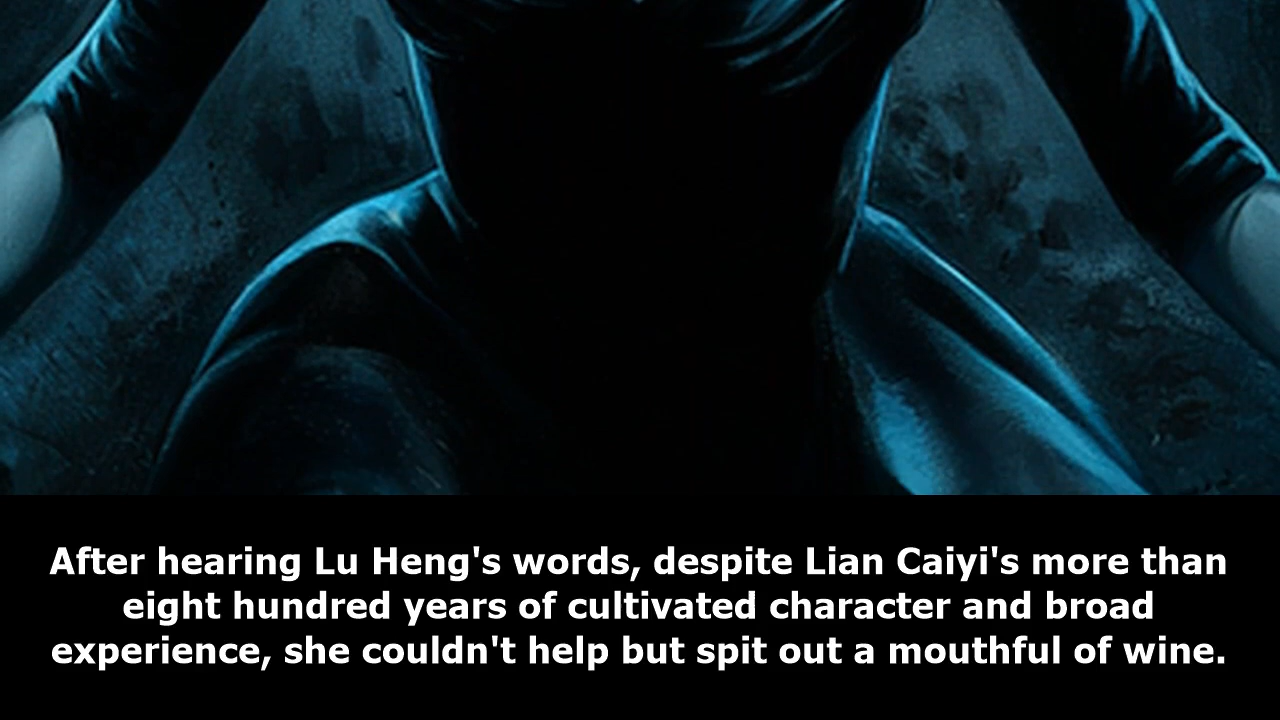 After hearing Lu Heng's words, despite Lian Caiyi's more than
eight hundred years of cultivated character and broad
experience, she couldn't help but spit out a mouthful of wine.